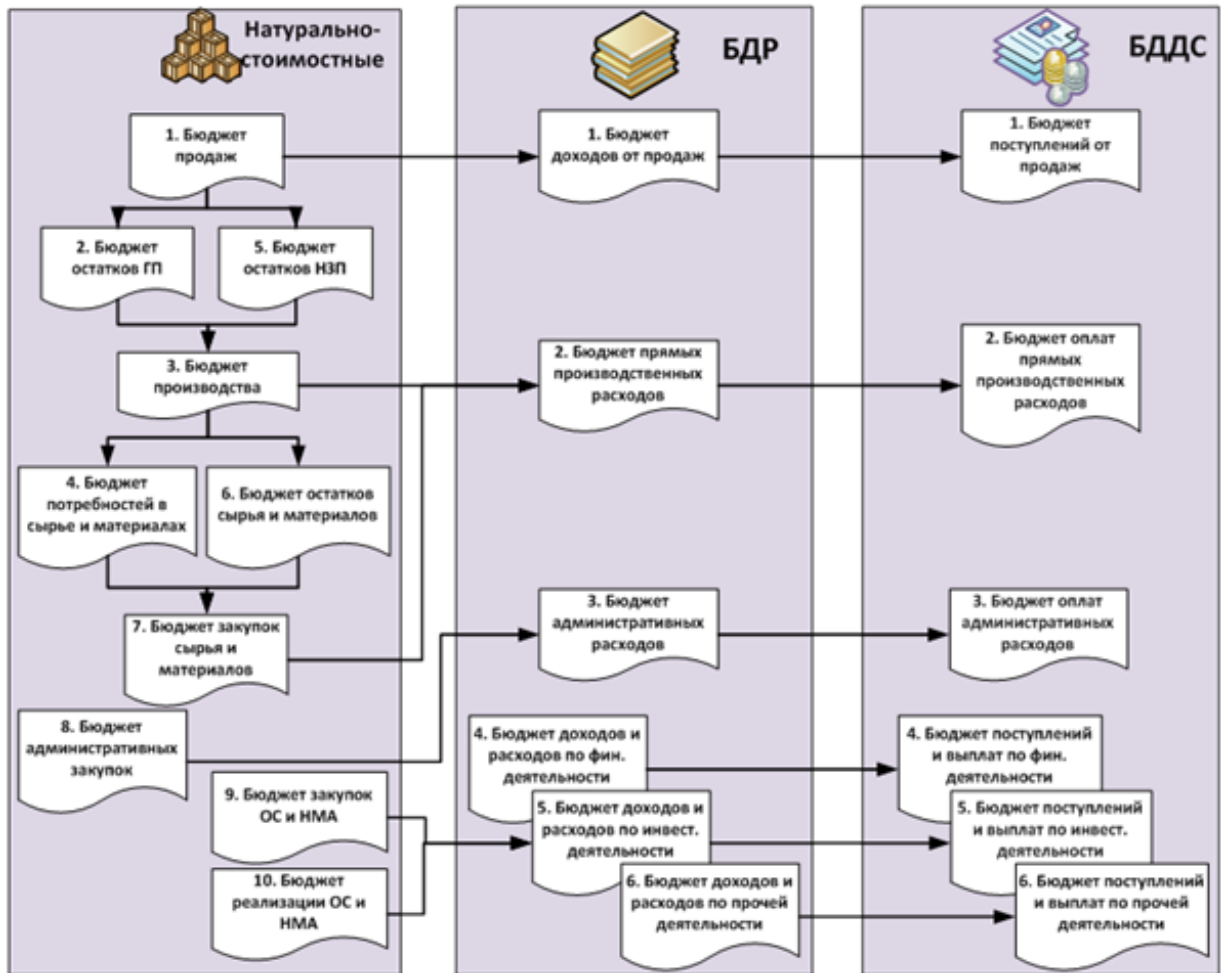 Натурально-
стоимостные
1. Бюджет
продаж
2. Бюджет
остатков ГП
5. Бюджет
остатков НЗП
3. Бюджет
производства
4. Бюджет
потребностей в
сырье и материалах
6. Бюджет остатков
сырья и материалов
7. Бюджет закупок
сырья и
материалов
8. Бюджет
административных
закупок
9. Бюджет закупок
ОС и НМА
10. Бюджет
реализации ОС и
НМА
БДР
1. Бюджет
доходов от продаж
2. Бюджет прямых
производственных
расходов
3. Бюджет
административных
расходов
4. Бюджет доходов и
расходов по фин.
деятельности
5. Бюджет доходов и
расходов по инвест.
деятельности
6. Бюджет доходов и
расходов по прочей
деятельности
БДДС
1. Бюджет
поступлений от
продаж
2. Бюджет оплат
прямых
производственных
расходов
3. Бюджет оплат
административных
расходов
4. Бюджет поступлений
и выплат по фин.
деятельности
5. Бюджет поступлений
и выплат по инвест.
деятельности
6. Бюджет поступлений
и выплат по прочей
деятельности